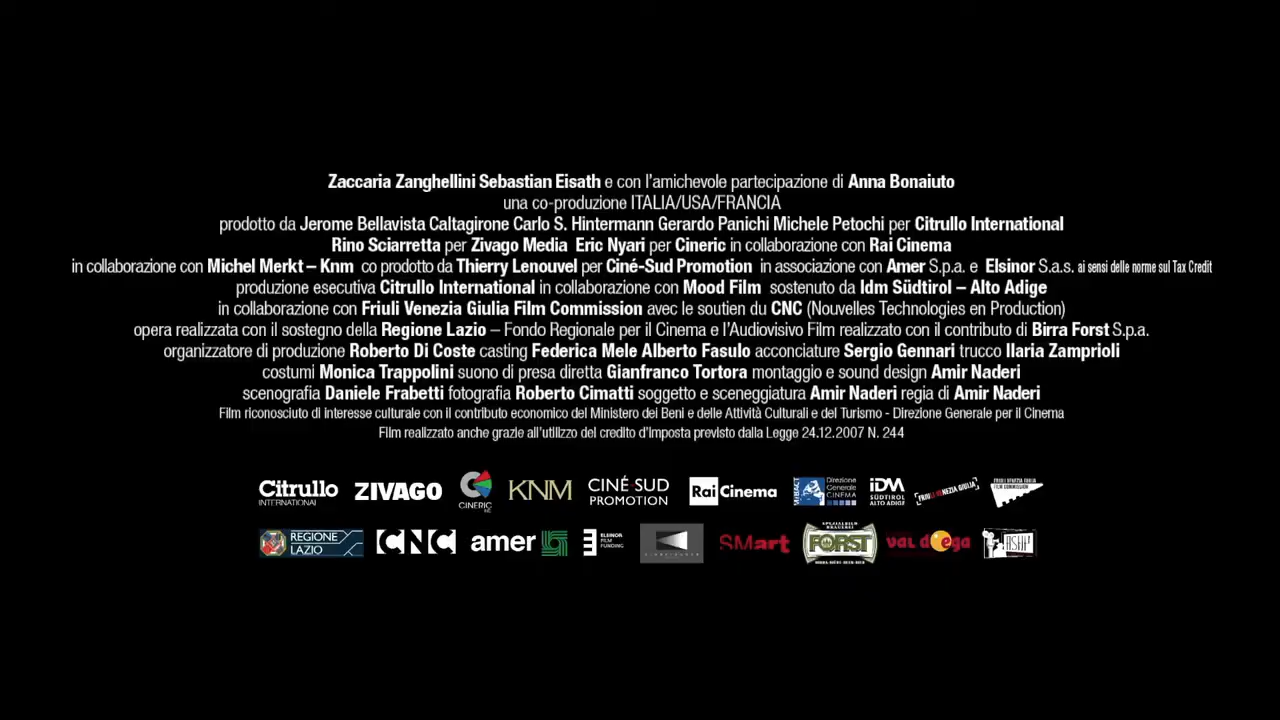 Zaccaria Zanghellini Sebastian Eisath e con l'amichevole partecipazione di Anna Bonaiuto
una co-produzione ITALIA/USA/FRANCIA
prodotto da Jerome Bellavista Caltagirone Carlo S. Hintermann Gerardo Panichi Michele Petochi per Citrullo International
Rino Sciarretta per Zivago Media Eric Nyari per Cineric in collaborazione con Rai Cinema
in collaborazione con Michel Merkt – Knm co prodotto da Thierry Lenouvel per Ciné-Sud Promotion in associazione con Amer S.p.a. e Elsinor S.a.s. ai sensi delle norme sul Tax Credit
produzione esecutiva Citrullo International in collaborazione con Mood Film sostenuto da Idm Südtirol – Alto Adige
in collaborazione con Friuli Venezia Giulia Film Commission avec le soutien du CNC (Nouvelles Technologies en Production)
opera realizzata con il sostegno della Regione Lazio – Fondo Regionale per il Cinema e l'Audiovisivo Film realizzato con il contributo di Birra Forst S.p.a.
organizzatore di produzione Roberto Di Coste casting Federica Mele Alberto Fasulo acconciature Sergio Gennari trucco Ilaria Zamprioli
costumi Monica Trappolini suono di presa diretta Gianfranco Tortora montaggio e sound design Amir Naderi
scenografia Daniele Frabetti fotografia Roberto Cimatti soggetto e sceneggiatura Amir Naderi regia di Amir Naderi
Film riconosciuto di interesse culturale con il contributo economico del Ministero dei Beni e delle Attività Culturali e del Turismo - Direzione Generale per il Cinema
Film realizzato anche grazie all'utilizzo del credito d'imposta previsto dalla Legge 24.12.2007 N. 244
Citrullo INTERNATIONAL ZIVAGO CINERIC KNM CINÉ-SUD PROMOTION Rai Cinema MiBACT Direzione Generale CINEMA IDM SÜDTIROL ALTO ADIGE FRIULI VENEZIA GIULIA FRIULI VENEZIA GIULIA FILM COMMISSION
REGIONE LAZIO CNC amer ELSINOR FILM FUNDING SMart FORST val d ega